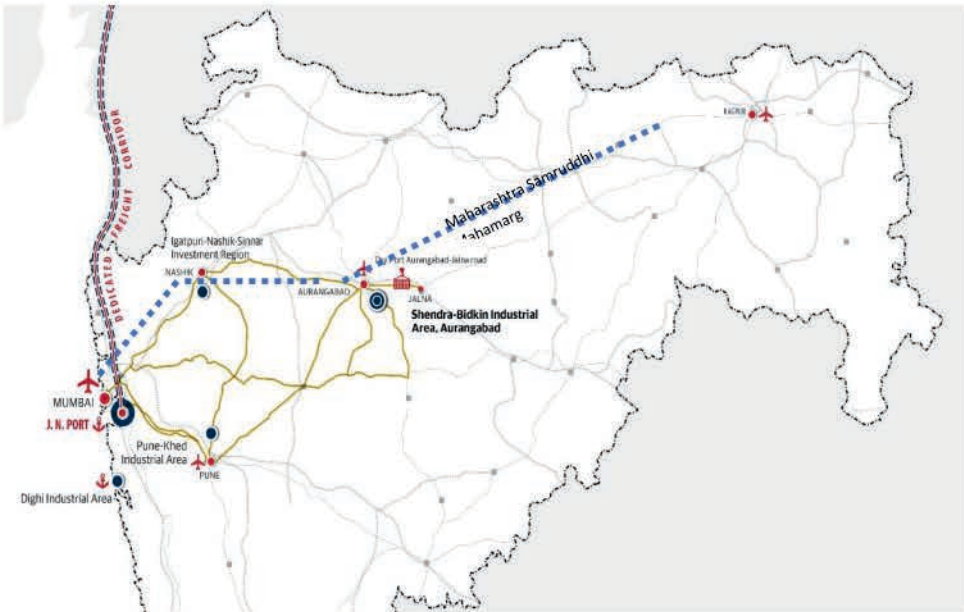 DEDICATED FREIGHT CORRIDOR
NAGPUR
Maharashtra Samruddhi
Mahamarg
Igatpuri-Nashik-Sinnar
Investment Region
NASHIK
Port Aurangabad-Jalna road
AURANGABAD
JALNA
Shendra-Bidkin Industrial
Area, Aurangabad
MUMBAI
J. N. PORT
Pune-Khed
Industrial Area
PUNE
Dighi Industrial Area